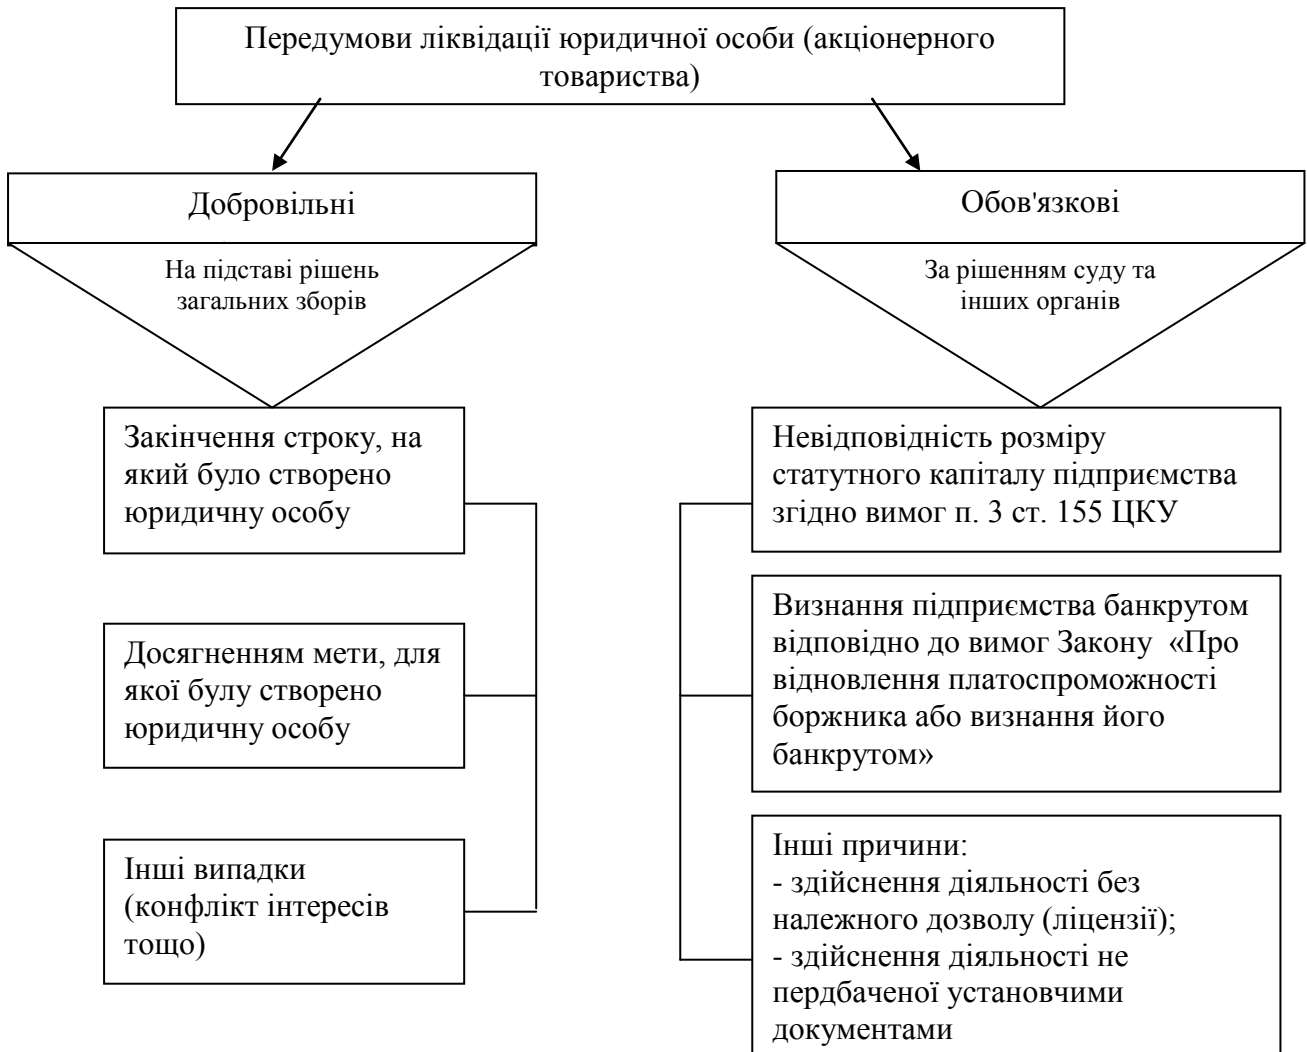 Передумови ліквідації юридичної особи (акціонерного
товариства)
Добровільні
На підставі рішень
загальних зборів
Закінчення строку, на
який було створено
юридичну особу
Досягненням мети, для
якої булу створено
юридичну особу
Інші випадки
(конфлікт інтересів
тощо)
Обов'язкові
За рішенням суду та
інших органів
Невідповідність розміру
статутного капіталу підприємства
згідно вимог п. 3 ст. 155 ЦКУ
Визнання підприємства банкрутом
відповідно до вимог Закону «Про
відновлення платоспроможності
боржника або визнання його
банкрутом»
Інші причини:
- здійснення діяльності без
належного дозволу (ліцензії);
- здійснення діяльності не
пердбаченої установчими
документами